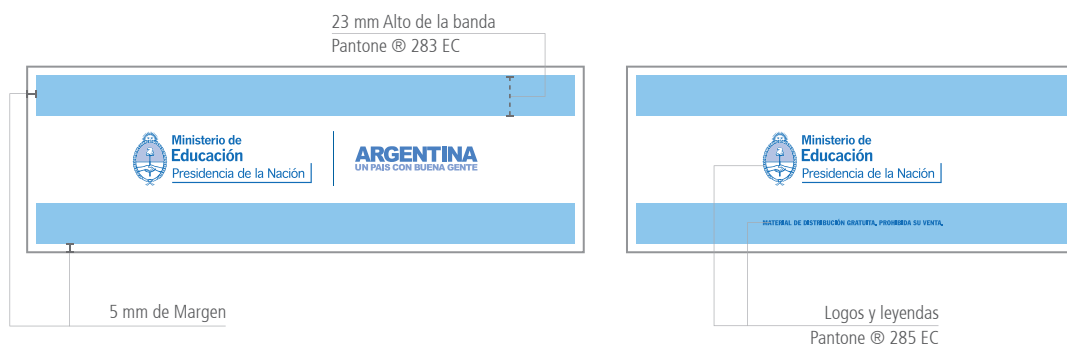 23 mm Alto de la banda
Pantone ® 283 EC
Ministerio de
Educación
Presidencia de la Nación
ARGENTINA
UN PAIS CON BUENA GENTE
Ministerio de
Educación
Presidencia de la Nación
MATERIAL DE DISTRIBUCIÓN GRATUITA, PROHIBIDA SU VENTA.
5 mm de Margen
Logos y leyendas
Pantone ® 285 EC